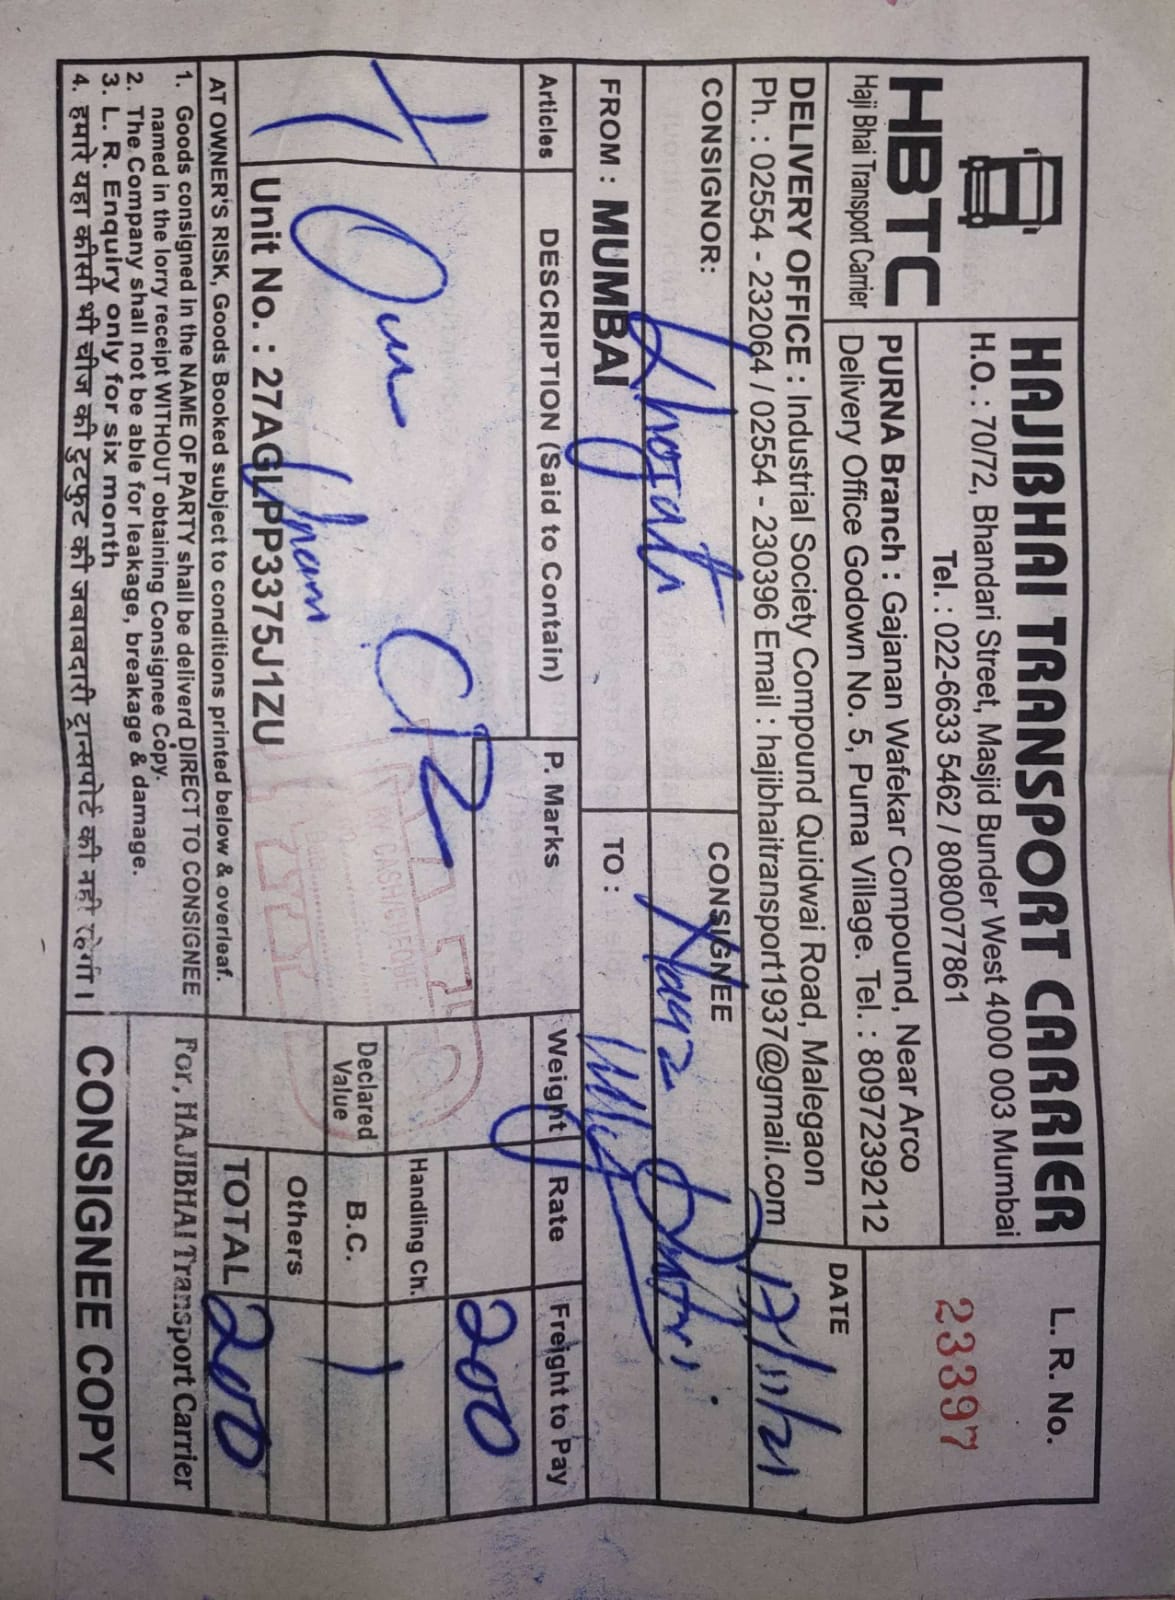 HAJIBHAI TRANSPORT CARRIER
H.O. : 70/72, Bhandari Street, Masjid Bunder West 4000 003 Mumbai
Tel. : 022-6633 5462 / 8080077861
L. R. No.
23397
HBTC
Haji Bhai Transport Carrier
PURNA Branch : Gajanan Wafekar Compound, Near Arco
Delivery Office Godown No. 5, Purna Village. Tel. : 8097239212
DELIVERY OFFICE : Industrial Society Compound Quidwai Road, Malegaon
Ph. : 02554 - 232064 / 02554 - 230396 Email : hajibhaitransport1937@gmail.com
DATE
CONSIGNOR:
CONSIGNEE
FROM : MUMBAI
TO :
Articles
DESCRIPTION (Said to Contain)
P. Marks
Weight
Rate
Freight to Pay
200
Handling Ch.
Declared Value
B.C.
Others
TOTAL 200
BY CASH/CHEQUE
Unit No. : 27AGLPP3375J1ZU
AT OWNER'S RISK, Goods Booked subject to conditions printed below & overleaf.
1. Goods consigned in the NAME OF PARTY shall be deliverd DIRECT TO CONSIGNEE
named in the lorry receipt WITHOUT obtaining Consignee Copy.
2. The Company shall not be able for leakage, breakage & damage.
3. L. R. Enquiry only for six month
4. हमारे यहा कीसी भी चीज की टुटफुट की जवाबदारी ट्रान्सपोर्ट की नही रहेगी।
For, HAJIBHAI Transport Carrier
CONSIGNEE COPY